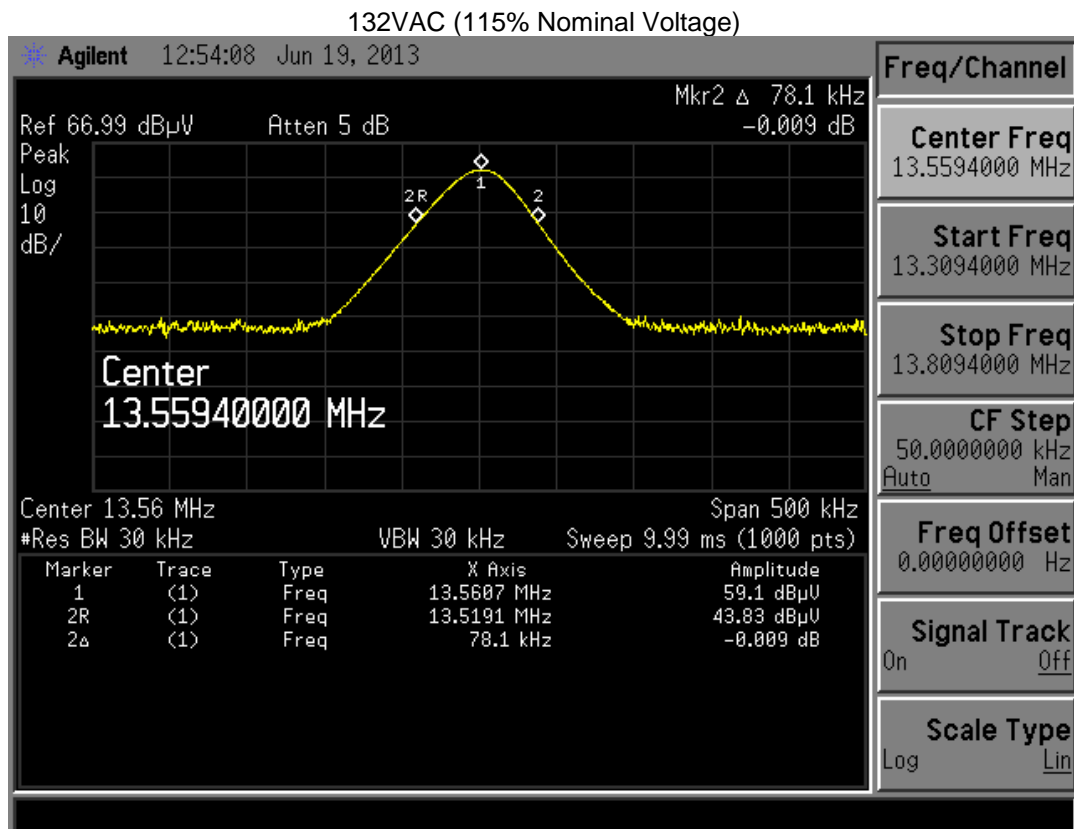 132VAC (115% Nominal Voltage)
Agilent 12:54:08 Jun 19, 2013
Mkr2 Δ 78.1 kHz
Ref 66.99 dBµV Atten 5 dB -0.009 dB
Peak
Log
10
dB/
1
2R
2
Center
13.55940000 MHz
Center 13.56 MHz Span 500 kHz
#Res BW 30 kHz VBW 30 kHz Sweep 9.99 ms (1000 pts)
Marker Trace Type X Axis Amplitude
1 (1) Freq 13.5607 MHz 59.1 dBµV
2R (1) Freq 13.5191 MHz 43.83 dBµV
2Δ (1) Freq 78.1 kHz -0.009 dB
Freq/Channel
Center Freq
13.5594000 MHz
Start Freq
13.3094000 MHz
Stop Freq
13.8094000 MHz
CF Step
50.0000000 kHz
Auto Man
Freq Offset
0.00000000 Hz
Signal Track
On Off
Scale Type
Log Lin